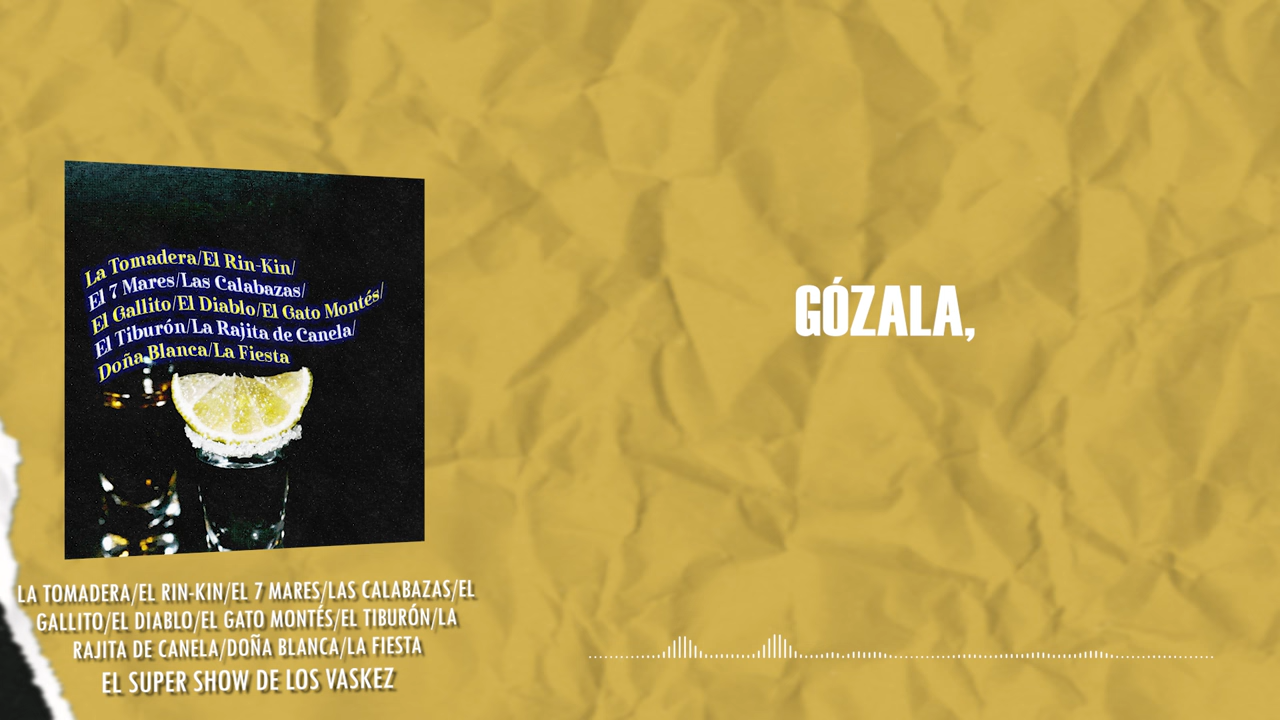 La Tomadera/El Rin-Kin/
El 7 Mares/Las Calabazas/
El Gallito/El Diablo/El Gato Montés/
El Tiburón/La Rajita de Canela/
Doña Blanca/La Fiesta
GÓZALA,
LA TOMADERA/EL RIN-KIN/EL 7 MARES/LAS CALABAZAS/EL
GALLITO/EL DIABLO/EL GATO MONTÉS/EL TIBURÓN/LA
RAJITA DE CANELA/DOÑA BLANCA/LA FIESTA
EL SUPER SHOW DE LOS VASKEZ